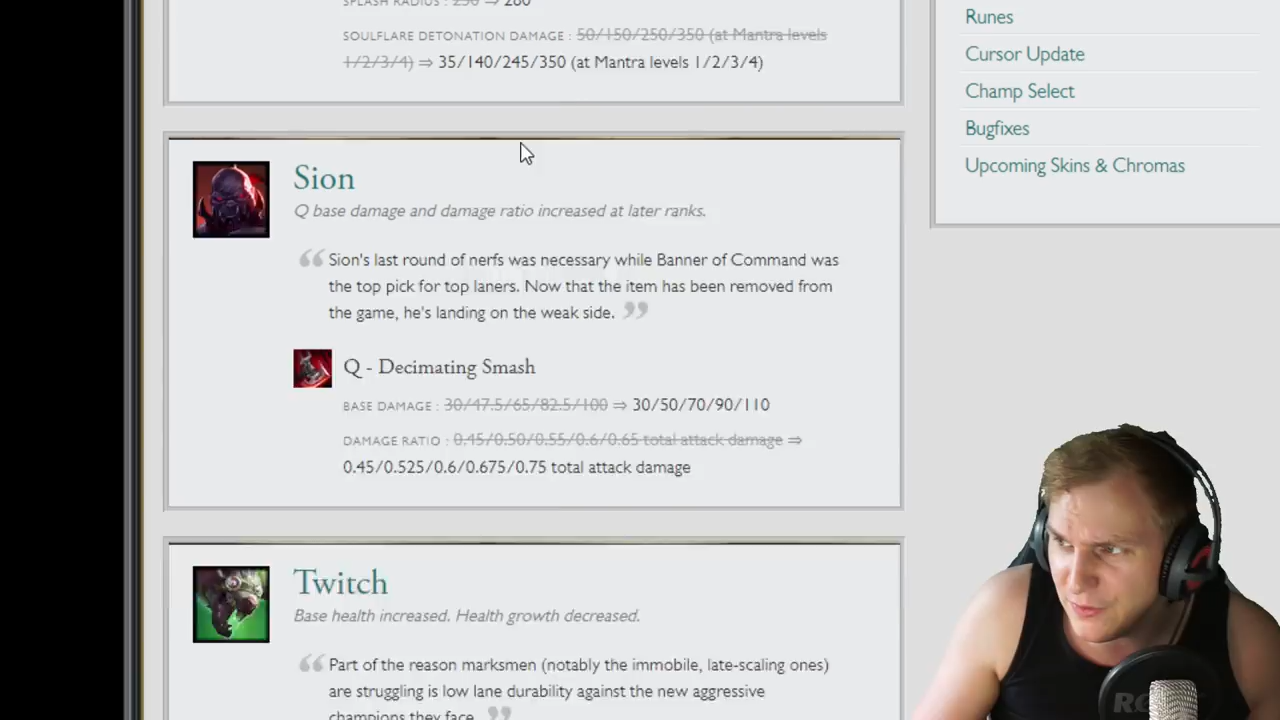 SPLASH RADIUS : 250 ⇒ 280
SOULFLARE DETONATION DAMAGE : 50/150/250/350 (at Mantra levels
1/2/3/4) ⇒ 35/140/245/350 (at Mantra levels 1/2/3/4)
Sion
Q base damage and damage ratio increased at later ranks.
“ Sion's last round of nerfs was necessary while Banner of Command was
the top pick for top laners. Now that the item has been removed from
the game, he's landing on the weak side. ”
Q - Decimating Smash
BASE DAMAGE : 30/47.5/65/82.5/100 ⇒ 30/50/70/90/110
DAMAGE RATIO : 0.45/0.50/0.55/0.6/0.65 total attack damage ⇒
0.45/0.525/0.6/0.675/0.75 total attack damage
Twitch
Base health increased. Health growth decreased.
“ Part of the reason marksmen (notably the immobile, late-scaling ones)
are struggling is low lane durability against the new aggressive
champions they face. ”
Runes
Cursor Update
Champ Select
Bugfixes
Upcoming Skins & Chromas